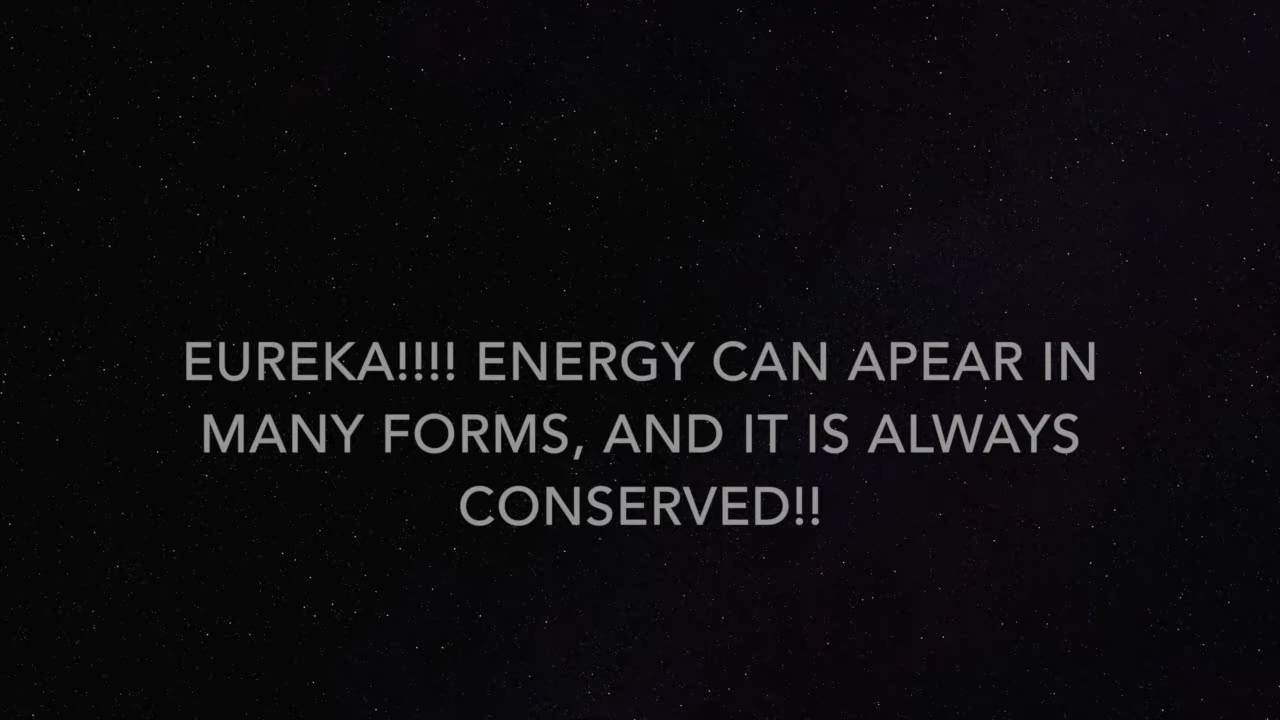 EUREKA!!!! ENERGY CAN APEAR IN
MANY FORMS, AND IT IS ALWAYS
CONSERVED!!